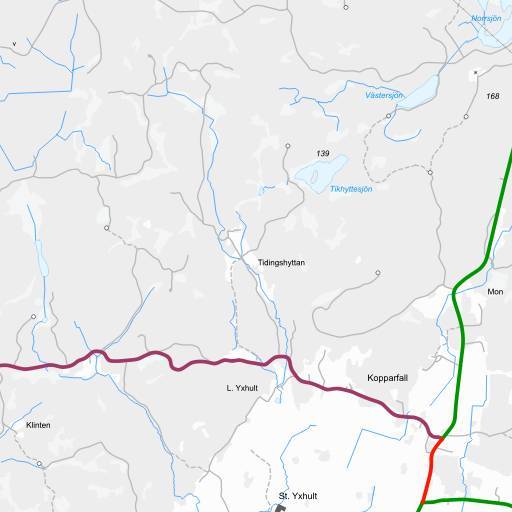 Norrsjön
v
Västersjön
168
139
Tikhyttesjön
Tidingshyttan
Mon
Kopparfall
L. Yxhult
Klinten
St. Yxhult